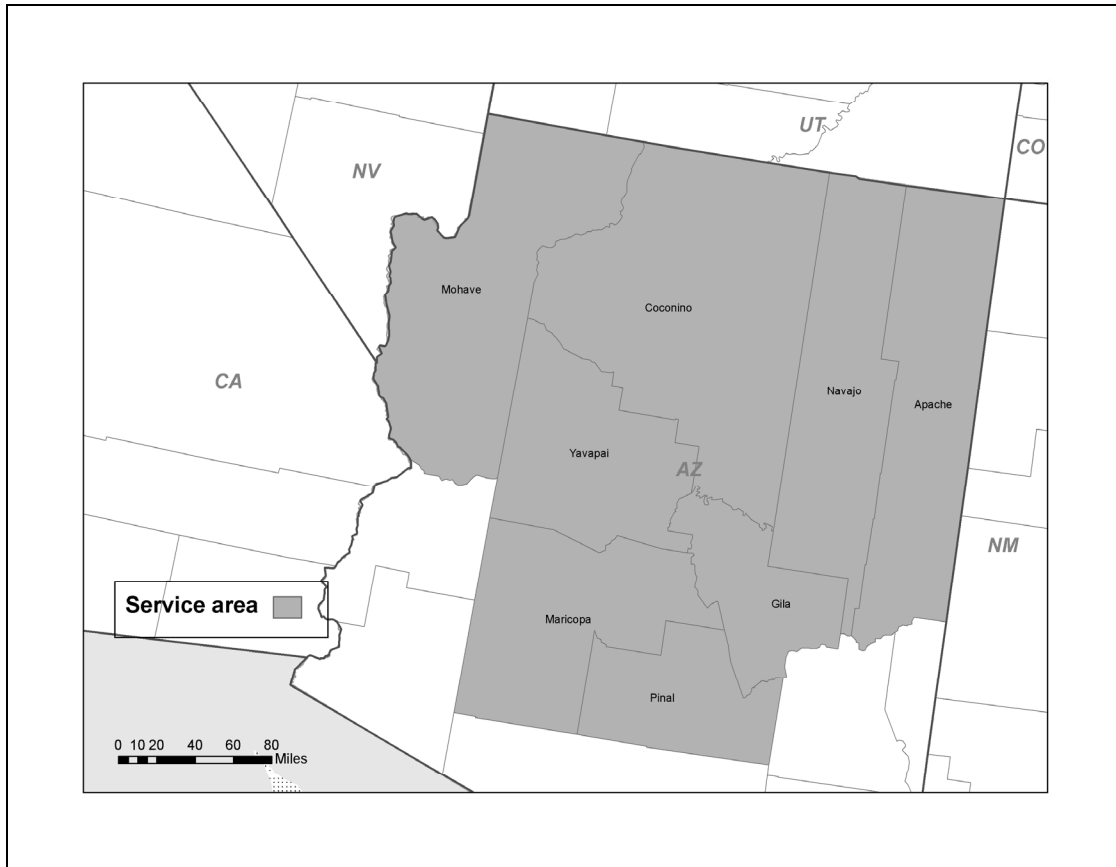 UT
CO
NV
Mohave
Coconino
CA
Navajo
Apache
Yavapai
AZ
NM
Service area
Gila
Maricopa
Pinal
0 10 20 40 60 80
Miles